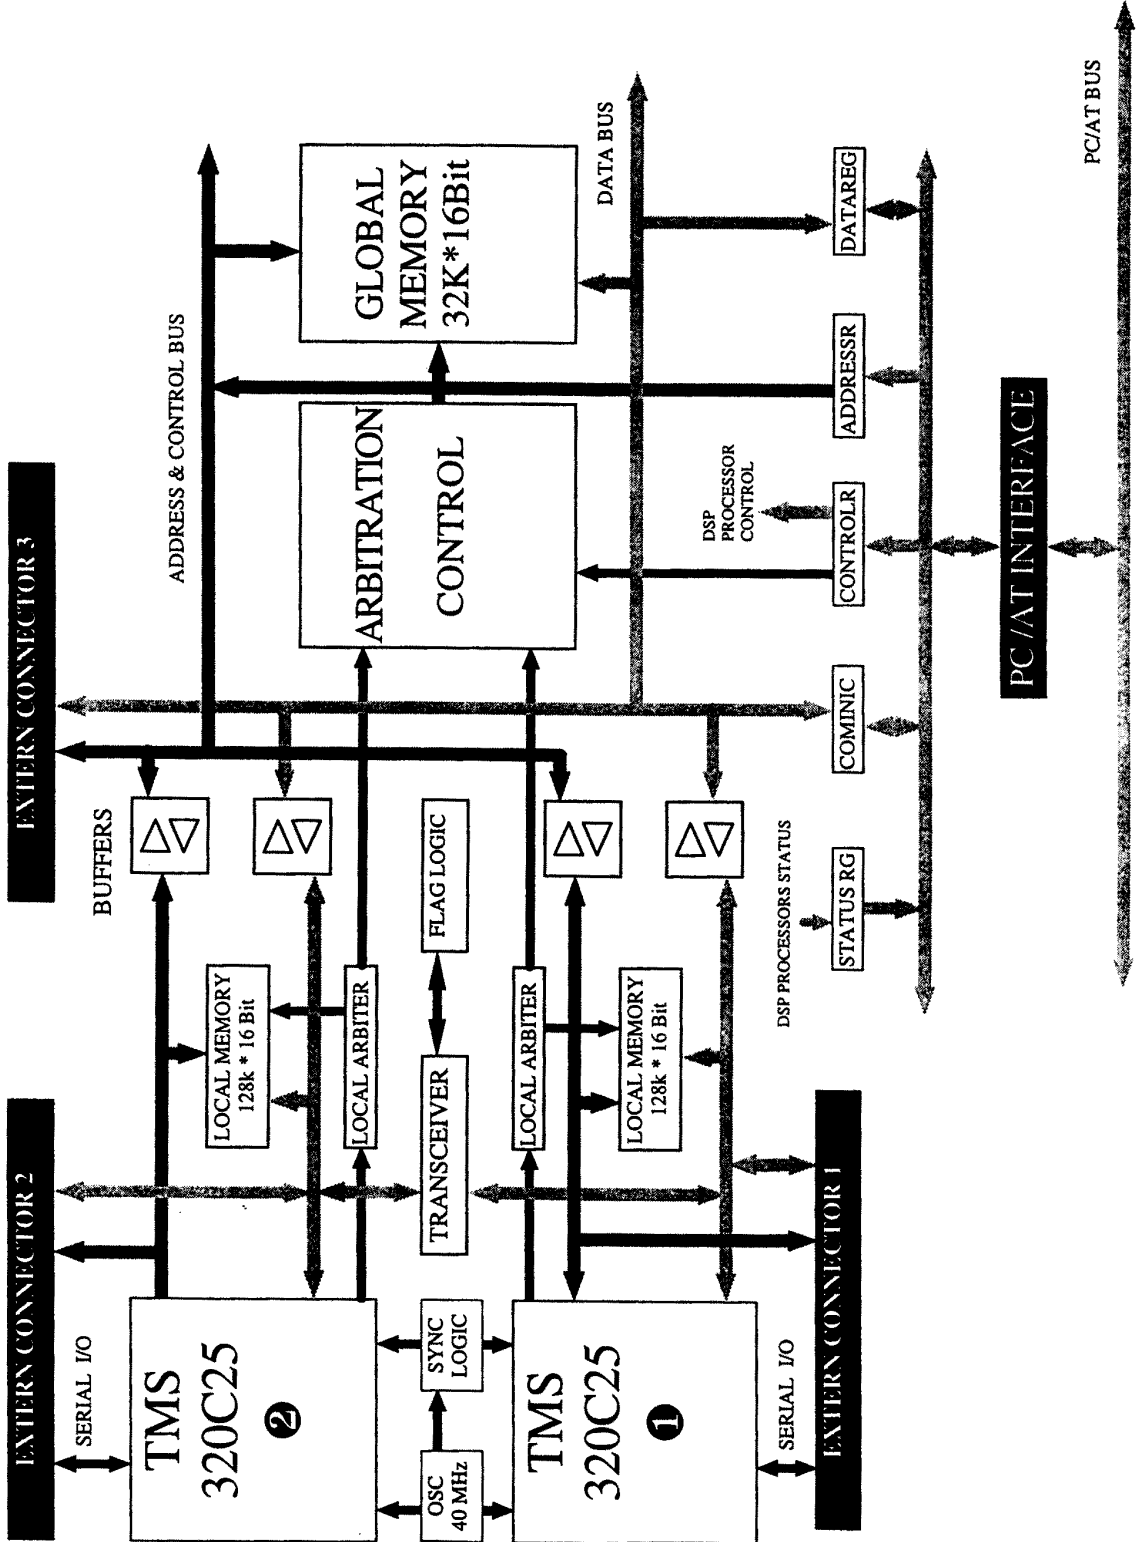 EXTERN CONNECTOR 2
EXTERN CONNECTOR 3
SERIAL I/O
TMS
320C25
2
BUFFERS
ADDRESS & CONTROL BUS
LOCAL MEMORY
128k * 16 Bit
LOCAL ARBITER
ARBITRATION
CONTROL
GLOBAL
MEMORY
32K*16Bit
OSC
40 MHz
SYNC
LOGIC
TRANSCEIVER
FLAG LOGIC
LOCAL ARBITER
LOCAL MEMORY
128k * 16 Bit
TMS
320C25
1
DATA BUS
SERIAL I/O
DSP PROCESSORS STATUS
DSP
PROCESSOR
CONTROL
EXTERN CONNECTOR 1
STATUS RG
COMINIC
CONTROLR
ADDRESSR
DATAREG
PC/AT INTERFACE
PC/AT BUS